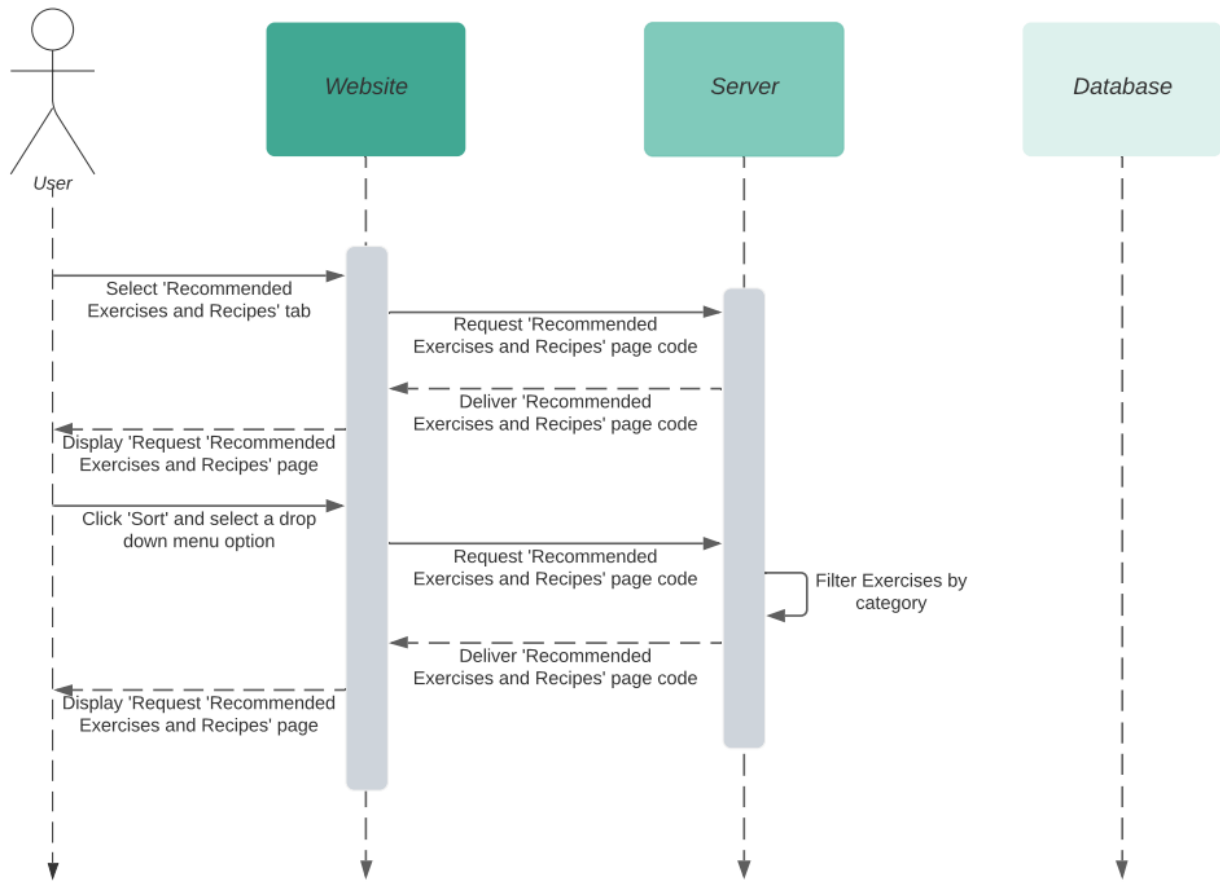 Website
Server
Database
User
Select 'Recommended
Exercises and Recipes' tab
Request 'Recommended
Exercises and Recipes' page code
Deliver 'Recommended
Exercises and Recipes' page code
Display 'Request 'Recommended
Exercises and Recipes' page
Click 'Sort' and select a drop
down menu option
Request 'Recommended
Exercises and Recipes' page code
Filter Exercises by
category
Deliver 'Recommended
Exercises and Recipes' page code
Display 'Request 'Recommended
Exercises and Recipes' page